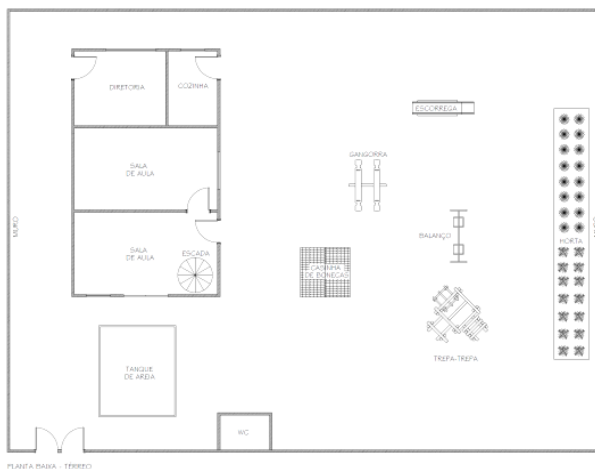 ESCORREGA
DIRETORIA
COZINHA
GANGORRA
SALA
DE AULA
MURO
BALANÇO
HORTA
SALA
DE AULA
ESCADA
CASINHA
DE BONECAS
TREPA-TREPA
TANQUE
DE AREIA
WC
PLANTA BAIXA - TÉRREO